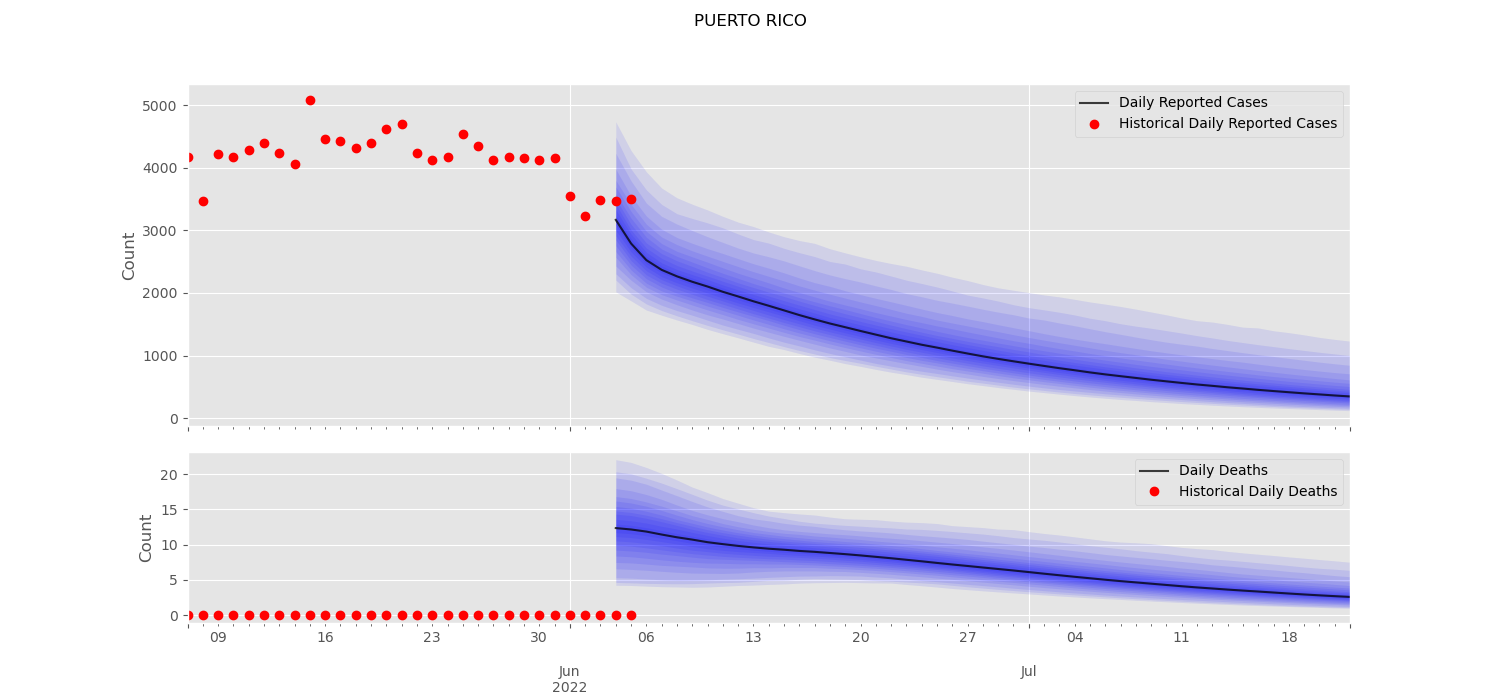 PUERTO RICO
5000
4000
3000
2000
1000
0
Count
Daily Reported Cases
Historical Daily Reported Cases
20
15
10
5
0
Count
Daily Deaths
Historical Daily Deaths
09 16 23 30 06 13 20 27 04 11 18
Jun Jul
2022